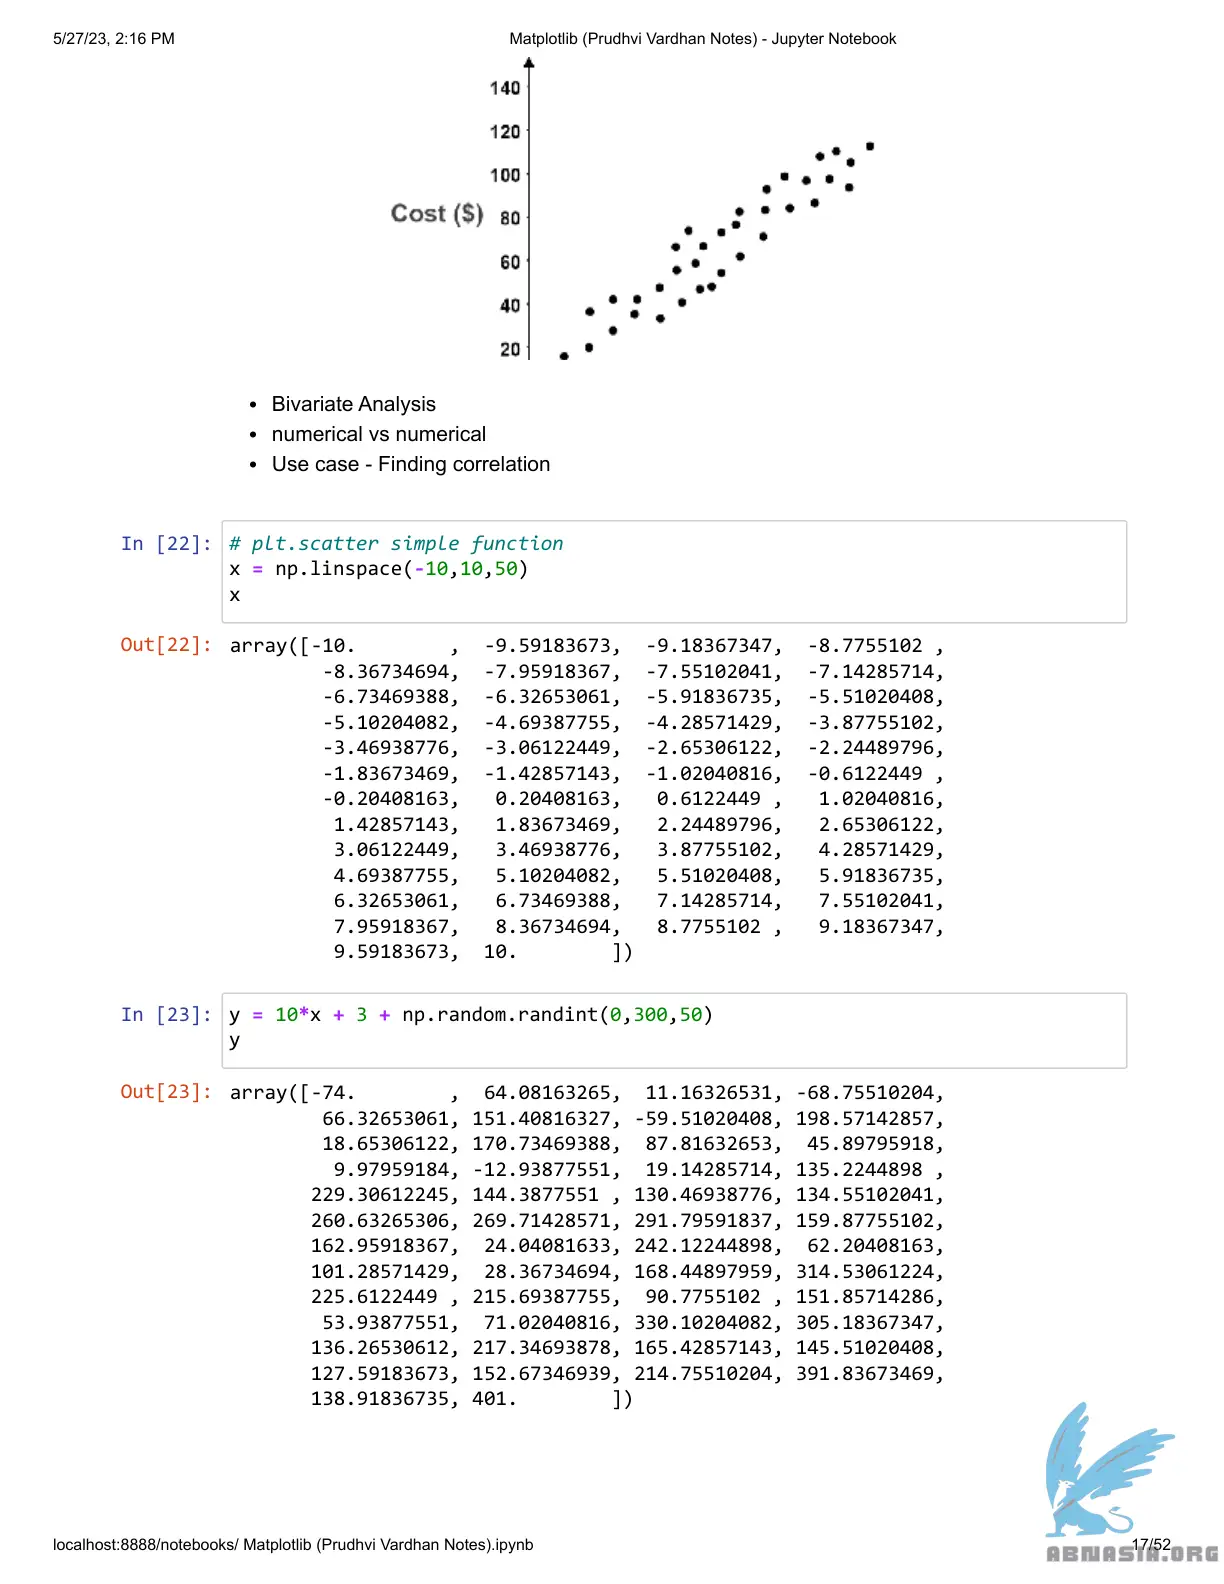 5/27/23, 2:16 PM
Matplotlib (Prudhvi Vardhan Notes) - Jupyter Notebook
140
120
100
Cost ($) 80
60
40
20
• Bivariate Analysis
• numerical vs numerical
• Use case - Finding correlation
In [22]: # plt.scatter simple function
x = np.linspace(-10,10,50)
x
Out[22]: array([-10.        ,  -9.59183673,  -9.18367347,  -8.7755102 ,
-8.36734694,  -7.95918367,  -7.55102041,  -7.14285714,
-6.73469388,  -6.32653061,  -5.91836735,  -5.51020408,
-5.10204082,  -4.69387755,  -4.28571429,  -3.87755102,
-3.46938776,  -3.06122449,  -2.65306122,  -2.24489796,
-1.83673469,  -1.42857143,  -1.02040816,  -0.6122449 ,
-0.20408163,   0.20408163,   0.6122449 ,   1.02040816,
1.42857143,   1.83673469,   2.24489796,   2.65306122,
3.06122449,   3.46938776,   3.87755102,   4.28571429,
4.69387755,   5.10204082,   5.51020408,   5.91836735,
6.32653061,   6.73469388,   7.14285714,   7.55102041,
7.95918367,   8.36734694,   8.7755102 ,   9.18367347,
9.59183673,  10.        ])
In [23]: y = 10*x + 3 + np.random.randint(0,300,50)
y
Out[23]: array([-74.        ,  64.08163265,  11.16326531, -68.75510204,
66.32653061, 151.40816327, -59.51020408, 198.57142857,
18.65306122, 170.73469388,  87.81632653,  45.89795918,
9.97959184, -12.93877551,  19.14285714, 135.2244898 ,
229.30612245, 144.3877551 , 130.46938776, 134.55102041,
260.63265306, 269.71428571, 291.79591837, 159.87755102,
162.95918367,  24.04081633, 242.12244898,  62.20408163,
101.28571429,  28.36734694, 168.44897959, 314.53061224,
225.6122449 , 215.69387755,  90.7755102 , 151.85714286,
53.93877551,  71.02040816, 330.10204082, 305.18367347,
136.26530612, 217.34693878, 165.42857143, 145.51020408,
127.59183673, 152.67346939, 214.75510204, 391.83673469,
138.91836735, 401.        ])
localhost:8888/notebooks/ Matplotlib (Prudhvi Vardhan Notes).ipynb
17/52
ABNASIA.ORG